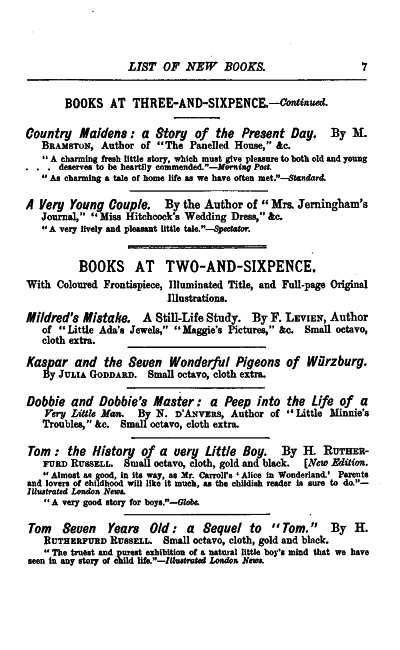 LIST OF NEW BOOKS. 7
BOOKS AT THREE-AND-SIXPENCE.—Continued.
Country Maidens: a Story of the Present Day. By M.
BRAMSTON, Author of "The Panelled House," &c.
"A charming fresh little story, which must give pleasure to both old and young
. . . deserves to be heartily commended."—Morning Post.
"As charming a tale of home life as we have often met."—Standard.
A Very Young Couple. By the Author of "Mrs. Jerningham's
Journal," "Miss Hitchcock's Wedding Dress," &c.
"A very lively and pleasant little tale."—Spectator.
BOOKS AT TWO-AND-SIXPENCE.
With Coloured Frontispiece, Illuminated Title, and Full-page Original
Illustrations.
Mildred's Mistake. A Still-Life Study. By F. LEVIEN, Author
of "Little Ada's Jewels," "Maggie's Pictures," &c. Small octavo,
cloth extra.
Kaspar and the Seven Wonderful Pigeons of Würzburg.
By JULIA GODDARD. Small octavo, cloth extra.
Dobbie and Dobbie's Master: a Peep into the Life of a
Very Little Man. By N. D'ANVERS, Author of "Little Minnie's
Troubles," &c. Small octavo, cloth extra.
Tom: the History of a very Little Boy. By H. RUTHER-
FURD RUSSELL. Small octavo, cloth, gold and black. [New Edition.
"Almost as good, in its way, as Mr. Carroll's 'Alice in Wonderland.' Parents
and lovers of childhood will like it much, as the childish reader is sure to do."—
Illustrated London News.
"A very good story for boys."—Globe.
Tom Seven Years Old: a Sequel to "Tom." By H.
RUTHERFURD RUSSELL. Small octavo, cloth, gold and black.
"The truest and purest exhibition of a natural little boy's mind that we have
seen in any story of child life."—Illustrated London News.